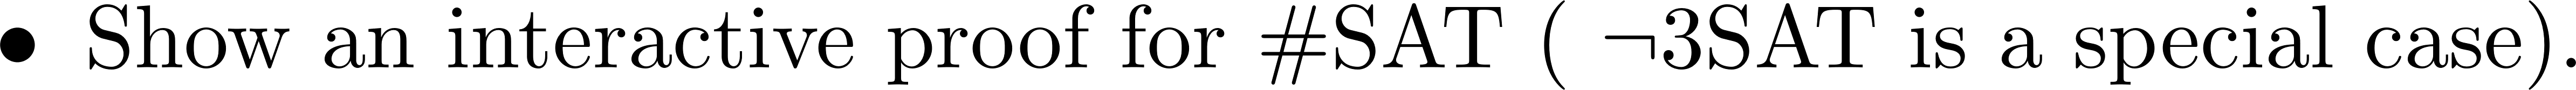 • Show an interactive proof for #SAT ( ¬3SAT is a special case).